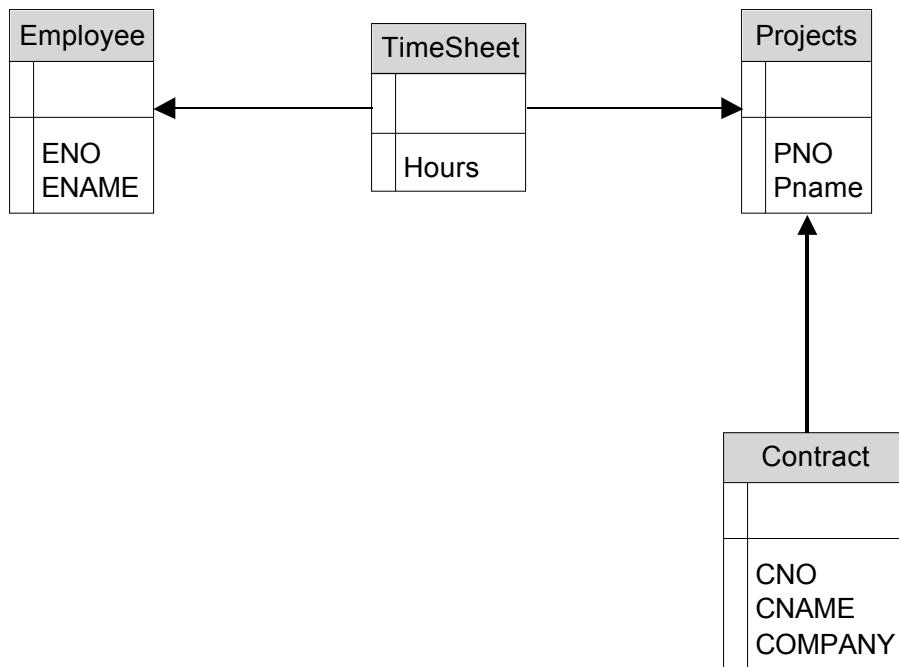 Employee
ENO
ENAME
TimeSheet
Hours
Projects
PNO
Pname
Contract
CNO
CNAME
COMPANY